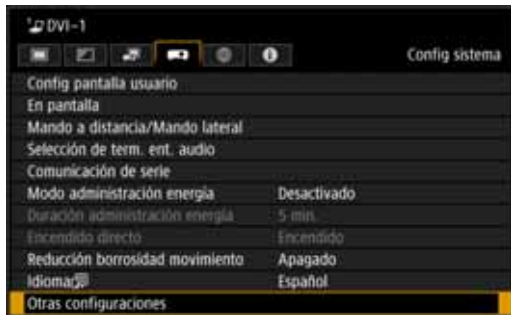 DVI-1
Config sistema
Config pantalla usuario
En pantalla
Mando a distancia/Mando lateral
Selección de term. ent. audio
Comunicación de serie
Modo administración energía Desactivado
Duración administración energía 5 min.
Encendido directo Encendido
Reducción borrosidad movimiento Apagado
Idioma Español
Otras configuraciones